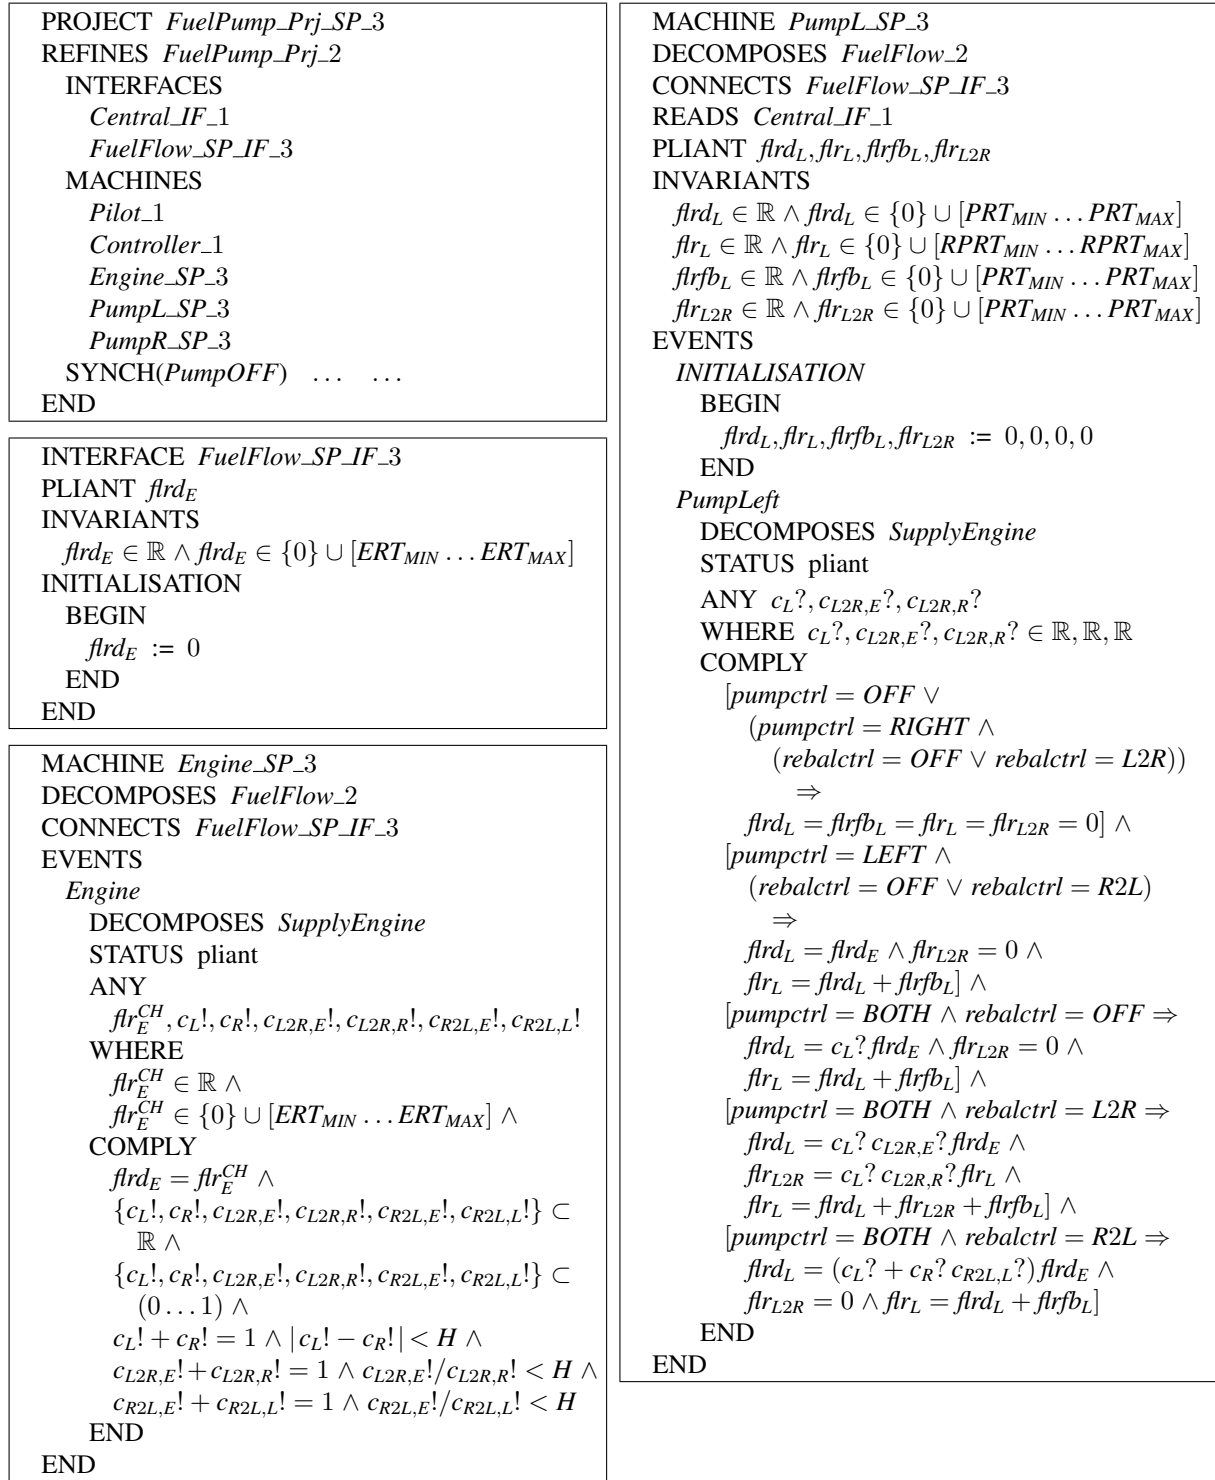 PROJECT FuelPump_Prj_SP_3
REFINES FuelPump_Prj_2
INTERFACES
Central_IF_1
FuelFlow_SP_IF_3
MACHINES
Pilot_1
Controller_1
Engine_SP_3
PumpL_SP_3
PumpR_SP_3
SYNCH(PumpOFF) ... ...
END
INTERFACE FuelFlow_SP_IF_3
PLIANT flrd_E
INVARIANTS
flrd_E ∈ ℝ ∧ flrd_E ∈ {0} ∪ [ERT_MIN ... ERT_MAX]
INITIALISATION
BEGIN
flrd_E := 0
END
END
MACHINE Engine_SP_3
DECOMPOSES FuelFlow_2
CONNECTS FuelFlow_SP_IF_3
EVENTS
Engine
DECOMPOSES SupplyEngine
STATUS pliant
ANY
flr_E^CH, c_L!, c_R!, c_L2R,E!, c_L2R,R!, c_R2L,E!, c_R2L,L!
WHERE
flr_E^CH ∈ ℝ ∧
flr_E^CH ∈ {0} ∪ [ERT_MIN ... ERT_MAX] ∧
COMPLY
flrd_E = flr_E^CH ∧
{c_L!, c_R!, c_L2R,E!, c_L2R,R!, c_R2L,E!, c_R2L,L!} ⊂
ℝ ∧
{c_L!, c_R!, c_L2R,E!, c_L2R,R!, c_R2L,E!, c_R2L,L!} ⊂
(0 ... 1) ∧
c_L! + c_R! = 1 ∧ |c_L! − c_R!| < H ∧
c_L2R,E! + c_L2R,R! = 1 ∧ c_L2R,E!/c_L2R,R! < H ∧
c_R2L,E! + c_R2L,L! = 1 ∧ c_R2L,E!/c_R2L,L! < H
END
END
MACHINE PumpL_SP_3
DECOMPOSES FuelFlow_2
CONNECTS FuelFlow_SP_IF_3
READS Central_IF_1
PLIANT flrd_L, flr_L, flrfb_L, flr_L2R
INVARIANTS
flrd_L ∈ ℝ ∧ flrd_L ∈ {0} ∪ [PRT_MIN ... PRT_MAX]
flr_L ∈ ℝ ∧ flr_L ∈ {0} ∪ [RPRT_MIN ... RPRT_MAX]
flrfb_L ∈ ℝ ∧ flrfb_L ∈ {0} ∪ [PRT_MIN ... PRT_MAX]
flr_L2R ∈ ℝ ∧ flr_L2R ∈ {0} ∪ [PRT_MIN ... PRT_MAX]
EVENTS
INITIALISATION
BEGIN
flrd_L, flr_L, flrfb_L, flr_L2R := 0, 0, 0, 0
END
PumpLeft
DECOMPOSES SupplyEngine
STATUS pliant
ANY c_L?, c_L2R,E?, c_L2R,R?
WHERE c_L?, c_L2R,E?, c_L2R,R? ∈ ℝ, ℝ, ℝ
COMPLY
[pumpctrl = OFF ∨
(pumpctrl = RIGHT ∧
(rebalctrl = OFF ∨ rebalctrl = L2R))
⇒
flrd_L = flrfb_L = flr_L = flr_L2R = 0] ∧
[pumpctrl = LEFT ∧
(rebalctrl = OFF ∨ rebalctrl = R2L)
⇒
flrd_L = flrd_E ∧ flr_L2R = 0 ∧
flr_L = flrd_L + flrfb_L] ∧
[pumpctrl = BOTH ∧ rebalctrl = OFF ⇒
flrd_L = c_L? flrd_E ∧ flr_L2R = 0 ∧
flr_L = flrd_L + flrfb_L] ∧
[pumpctrl = BOTH ∧ rebalctrl = L2R ⇒
flrd_L = c_L? c_L2R,E? flrd_E ∧
flr_L2R = c_L? c_L2R,R? flr_L ∧
flr_L = flrd_L + flr_L2R + flrfb_L] ∧
[pumpctrl = BOTH ∧ rebalctrl = R2L ⇒
flrd_L = (c_L? + c_R? c_R2L,L?) flrd_E ∧
flr_L2R = 0 ∧ flr_L = flrd_L + flrfb_L]
END
END